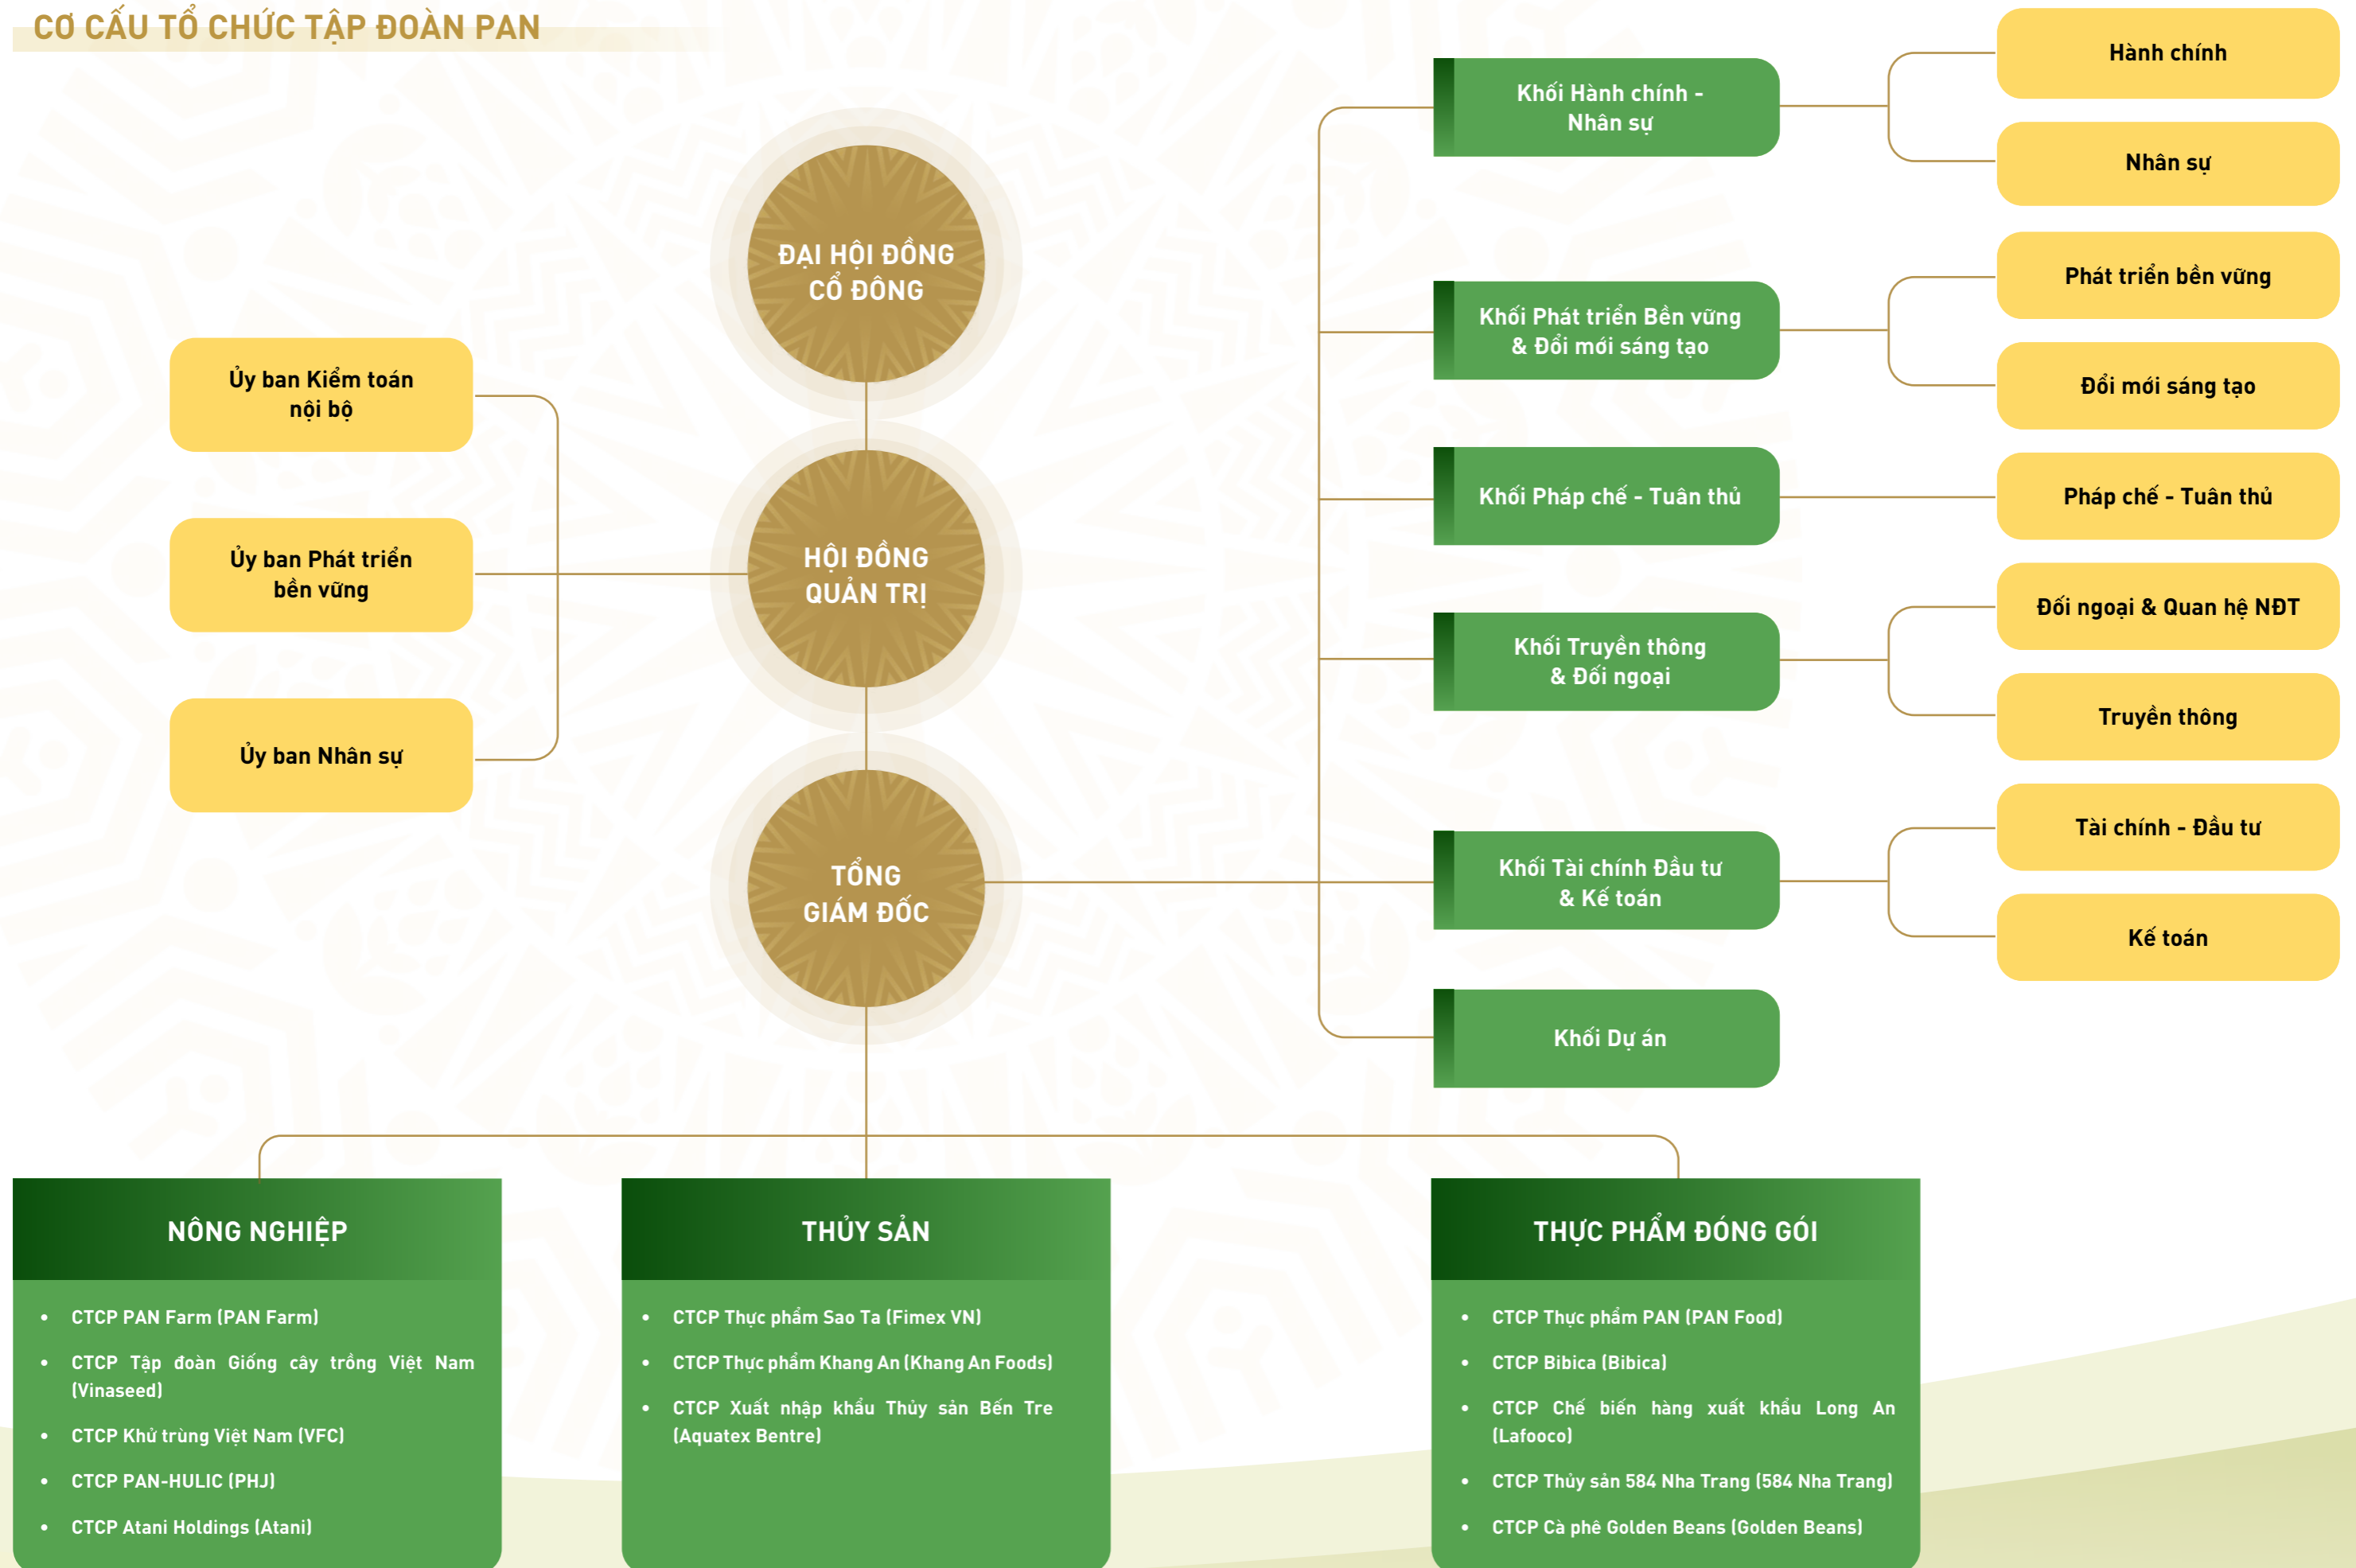 CƠ CẤU TỔ CHỨC TẬP ĐOÀN PAN
ĐẠI HỘI ĐỒNG
CỔ ĐÔNG
HỘI ĐỒNG
QUẢN TRỊ
TỔNG
GIÁM ĐỐC
Ủy ban Kiểm toán
nội bộ
Ủy ban Phát triển
bền vững
Ủy ban Nhân sự
Khối Hành chính -
Nhân sự
Hành chính
Nhân sự
Khối Phát triển Bền vững
& Đổi mới sáng tạo
Phát triển bền vững
Đổi mới sáng tạo
Khối Pháp chế - Tuân thủ
Pháp chế - Tuân thủ
Khối Truyền thông
& Đối ngoại
Đối ngoại & Quan hệ NĐT
Truyền thông
Khối Tài chính Đầu tư
& Kế toán
Tài chính - Đầu tư
Kế toán
Khối Dự án
NÔNG NGHIỆP
• CTCP PAN Farm (PAN Farm)
• CTCP Tập đoàn Giống cây trồng Việt Nam
(Vinaseed)
• CTCP Khử trùng Việt Nam (VFC)
• CTCP PAN-HULIC (PHJ)
• CTCP Atani Holdings (Atani)
THỦY SẢN
• CTCP Thực phẩm Sao Ta (Fimex VN)
• CTCP Thực phẩm Khang An (Khang An Foods)
• CTCP Xuất nhập khẩu Thủy sản Bến Tre
(Aquatex Bentre)
THỰC PHẨM ĐÓNG GÓI
• CTCP Thực phẩm PAN (PAN Food)
• CTCP Bibica (Bibica)
• CTCP Chế biến hàng xuất khẩu Long An
(Lafooco)
• CTCP Thủy sản 584 Nha Trang (584 Nha Trang)
• CTCP Cà phê Golden Beans (Golden Beans)